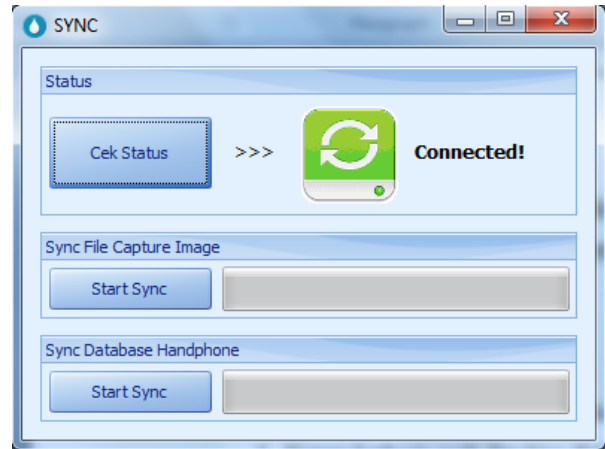 SYNC
Status
Cek Status >>> Connected!
Sync File Capture Image
Start Sync
Sync Database Handphone
Start Sync